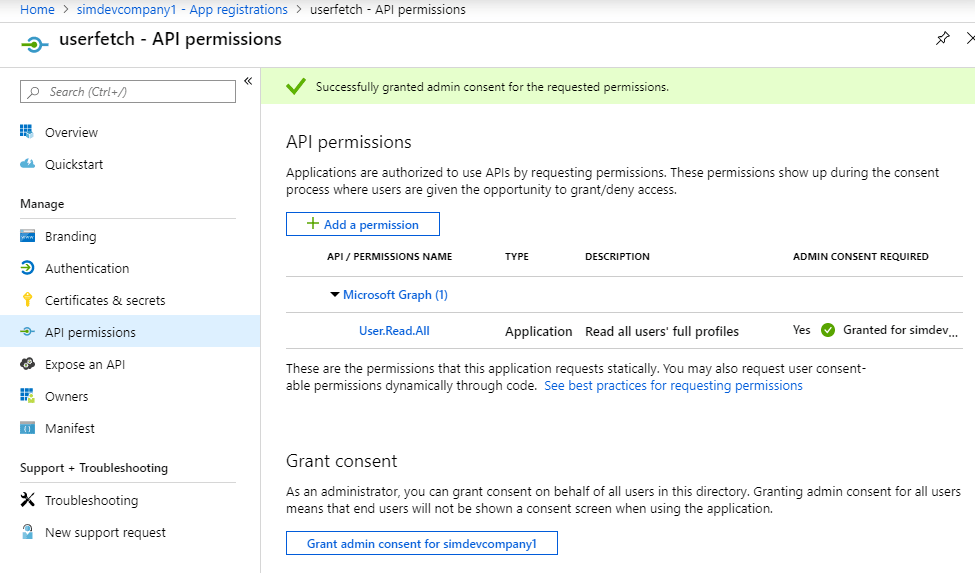 Home > simdevcompany1 - App registrations > userfetch - API permissions
userfetch - API permissions
Search (Ctrl+/)
«
Overview
Quickstart
Manage
Branding
Authentication
Certificates & secrets
API permissions
Expose an API
Owners
Manifest
Support + Troubleshooting
Troubleshooting
New support request
Successfully granted admin consent for the requested permissions.
API permissions
Applications are authorized to use APIs by requesting permissions. These permissions show up during the consent
process where users are given the opportunity to grant/deny access.
+ Add a permission
API / PERMISSIONS NAME TYPE DESCRIPTION ADMIN CONSENT REQUIRED
Microsoft Graph (1)
User.Read.All Application Read all users' full profiles Yes Granted for simdev...
These are the permissions that this application requests statically. You may also request user consent-
able permissions dynamically through code. See best practices for requesting permissions
Grant consent
As an administrator, you can grant consent on behalf of all users in this directory. Granting admin consent for all users
means that end users will not be shown a consent screen when using the application.
Grant admin consent for simdevcompany1